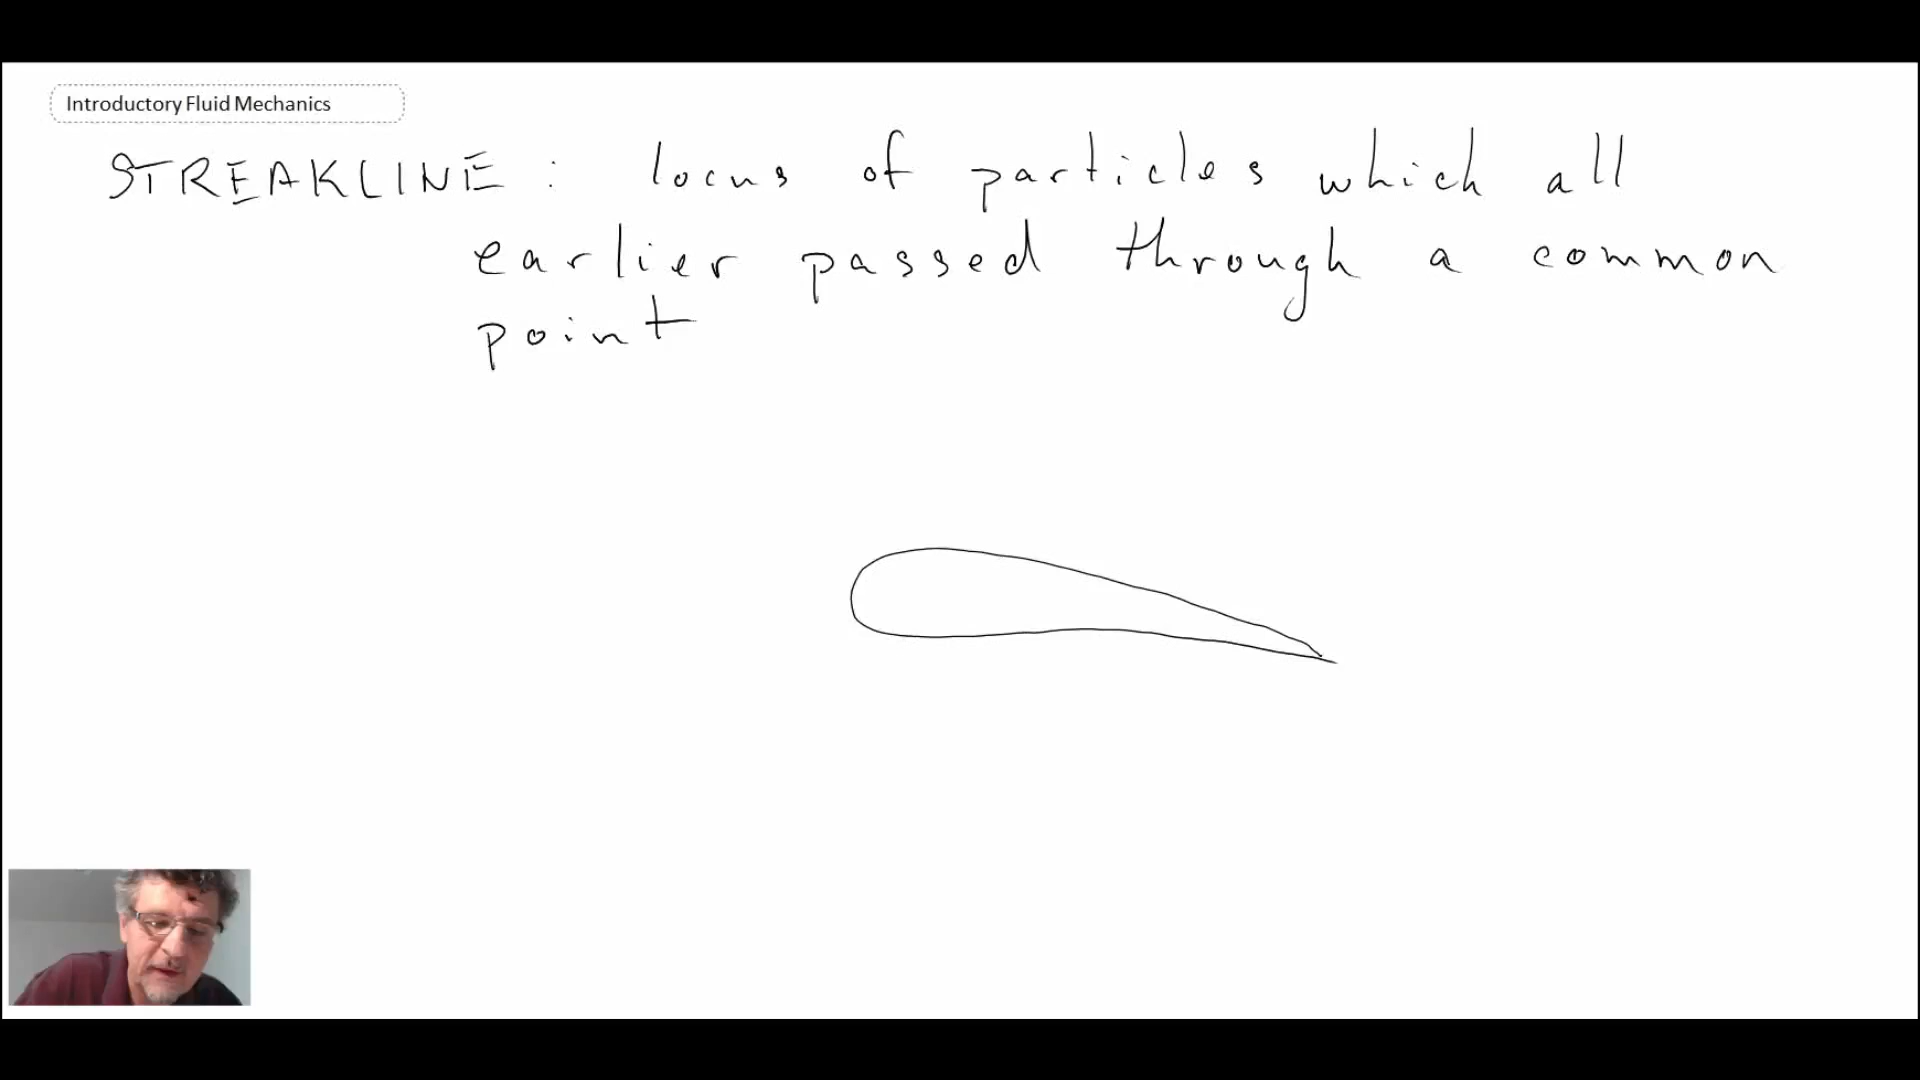 Introductory Fluid Mechanics
STREAKLINE : locus of particles which all
earlier passed through a common
point